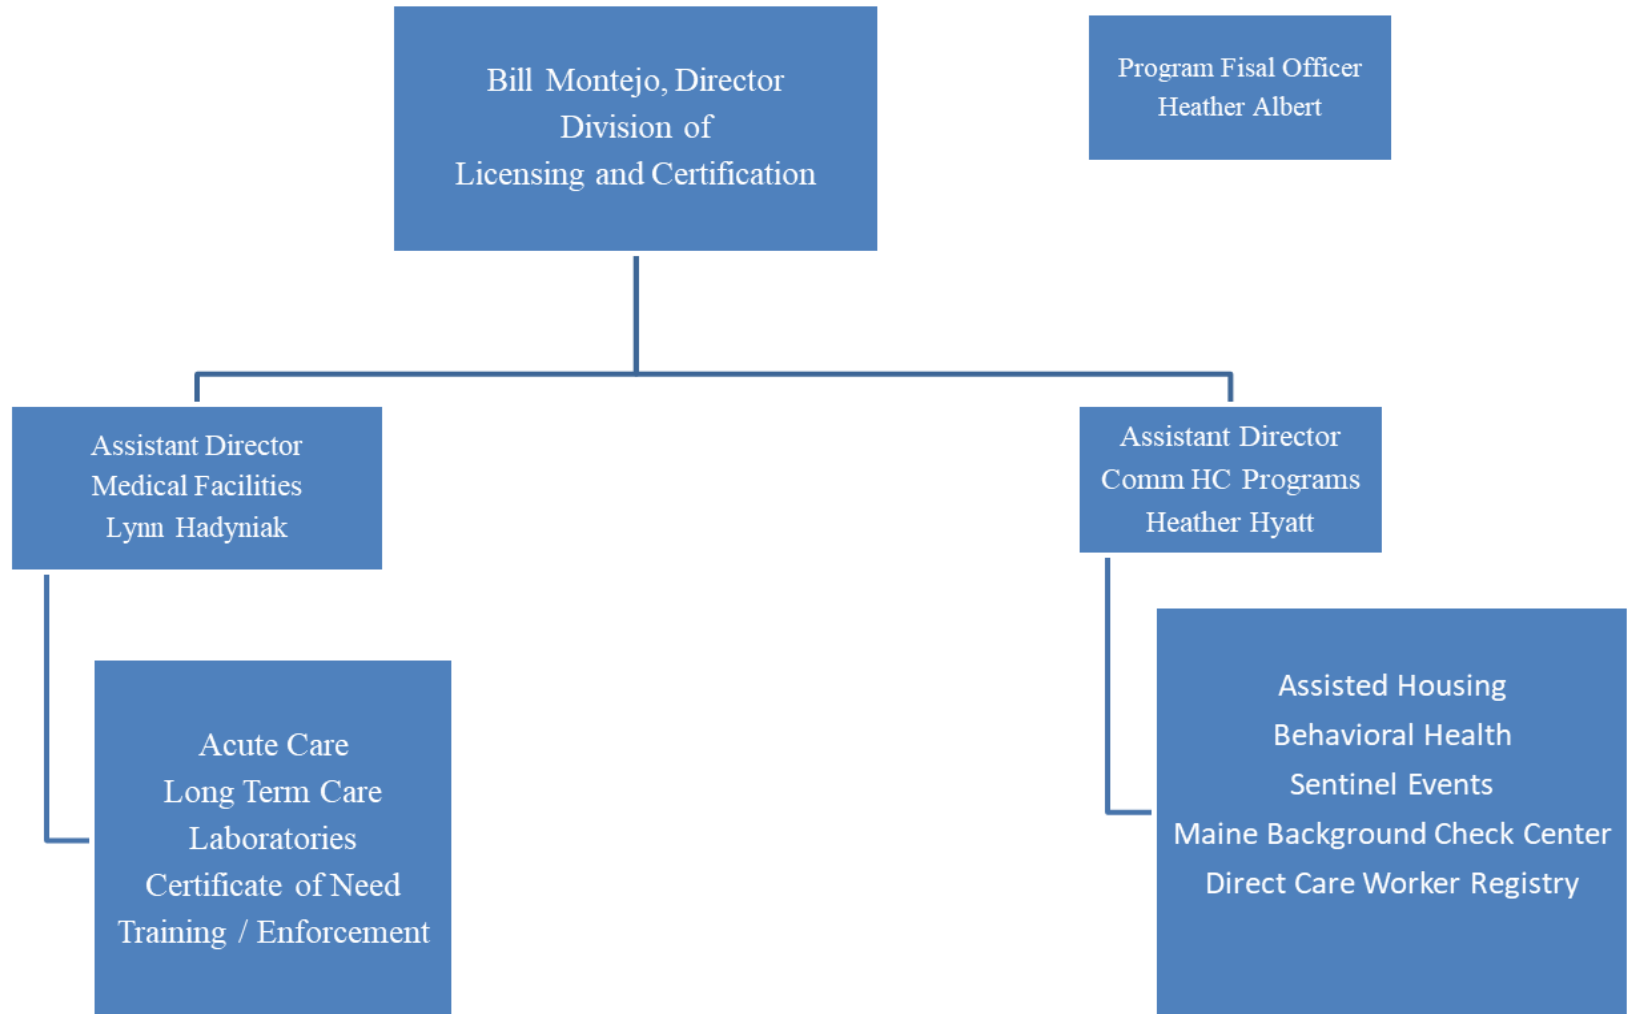 Bill Montejo, Director
Division of
Licensing and Certification
Program Fisal Officer
Heather Albert
Assistant Director
Medical Facilities
Lynn Hadyniak
Assistant Director
Comm HC Programs
Heather Hyatt
Acute Care
Long Term Care
Laboratories
Certificate of Need
Training / Enforcement
Assisted Housing
Behavioral Health
Sentinel Events
Maine Background Check Center
Direct Care Worker Registry